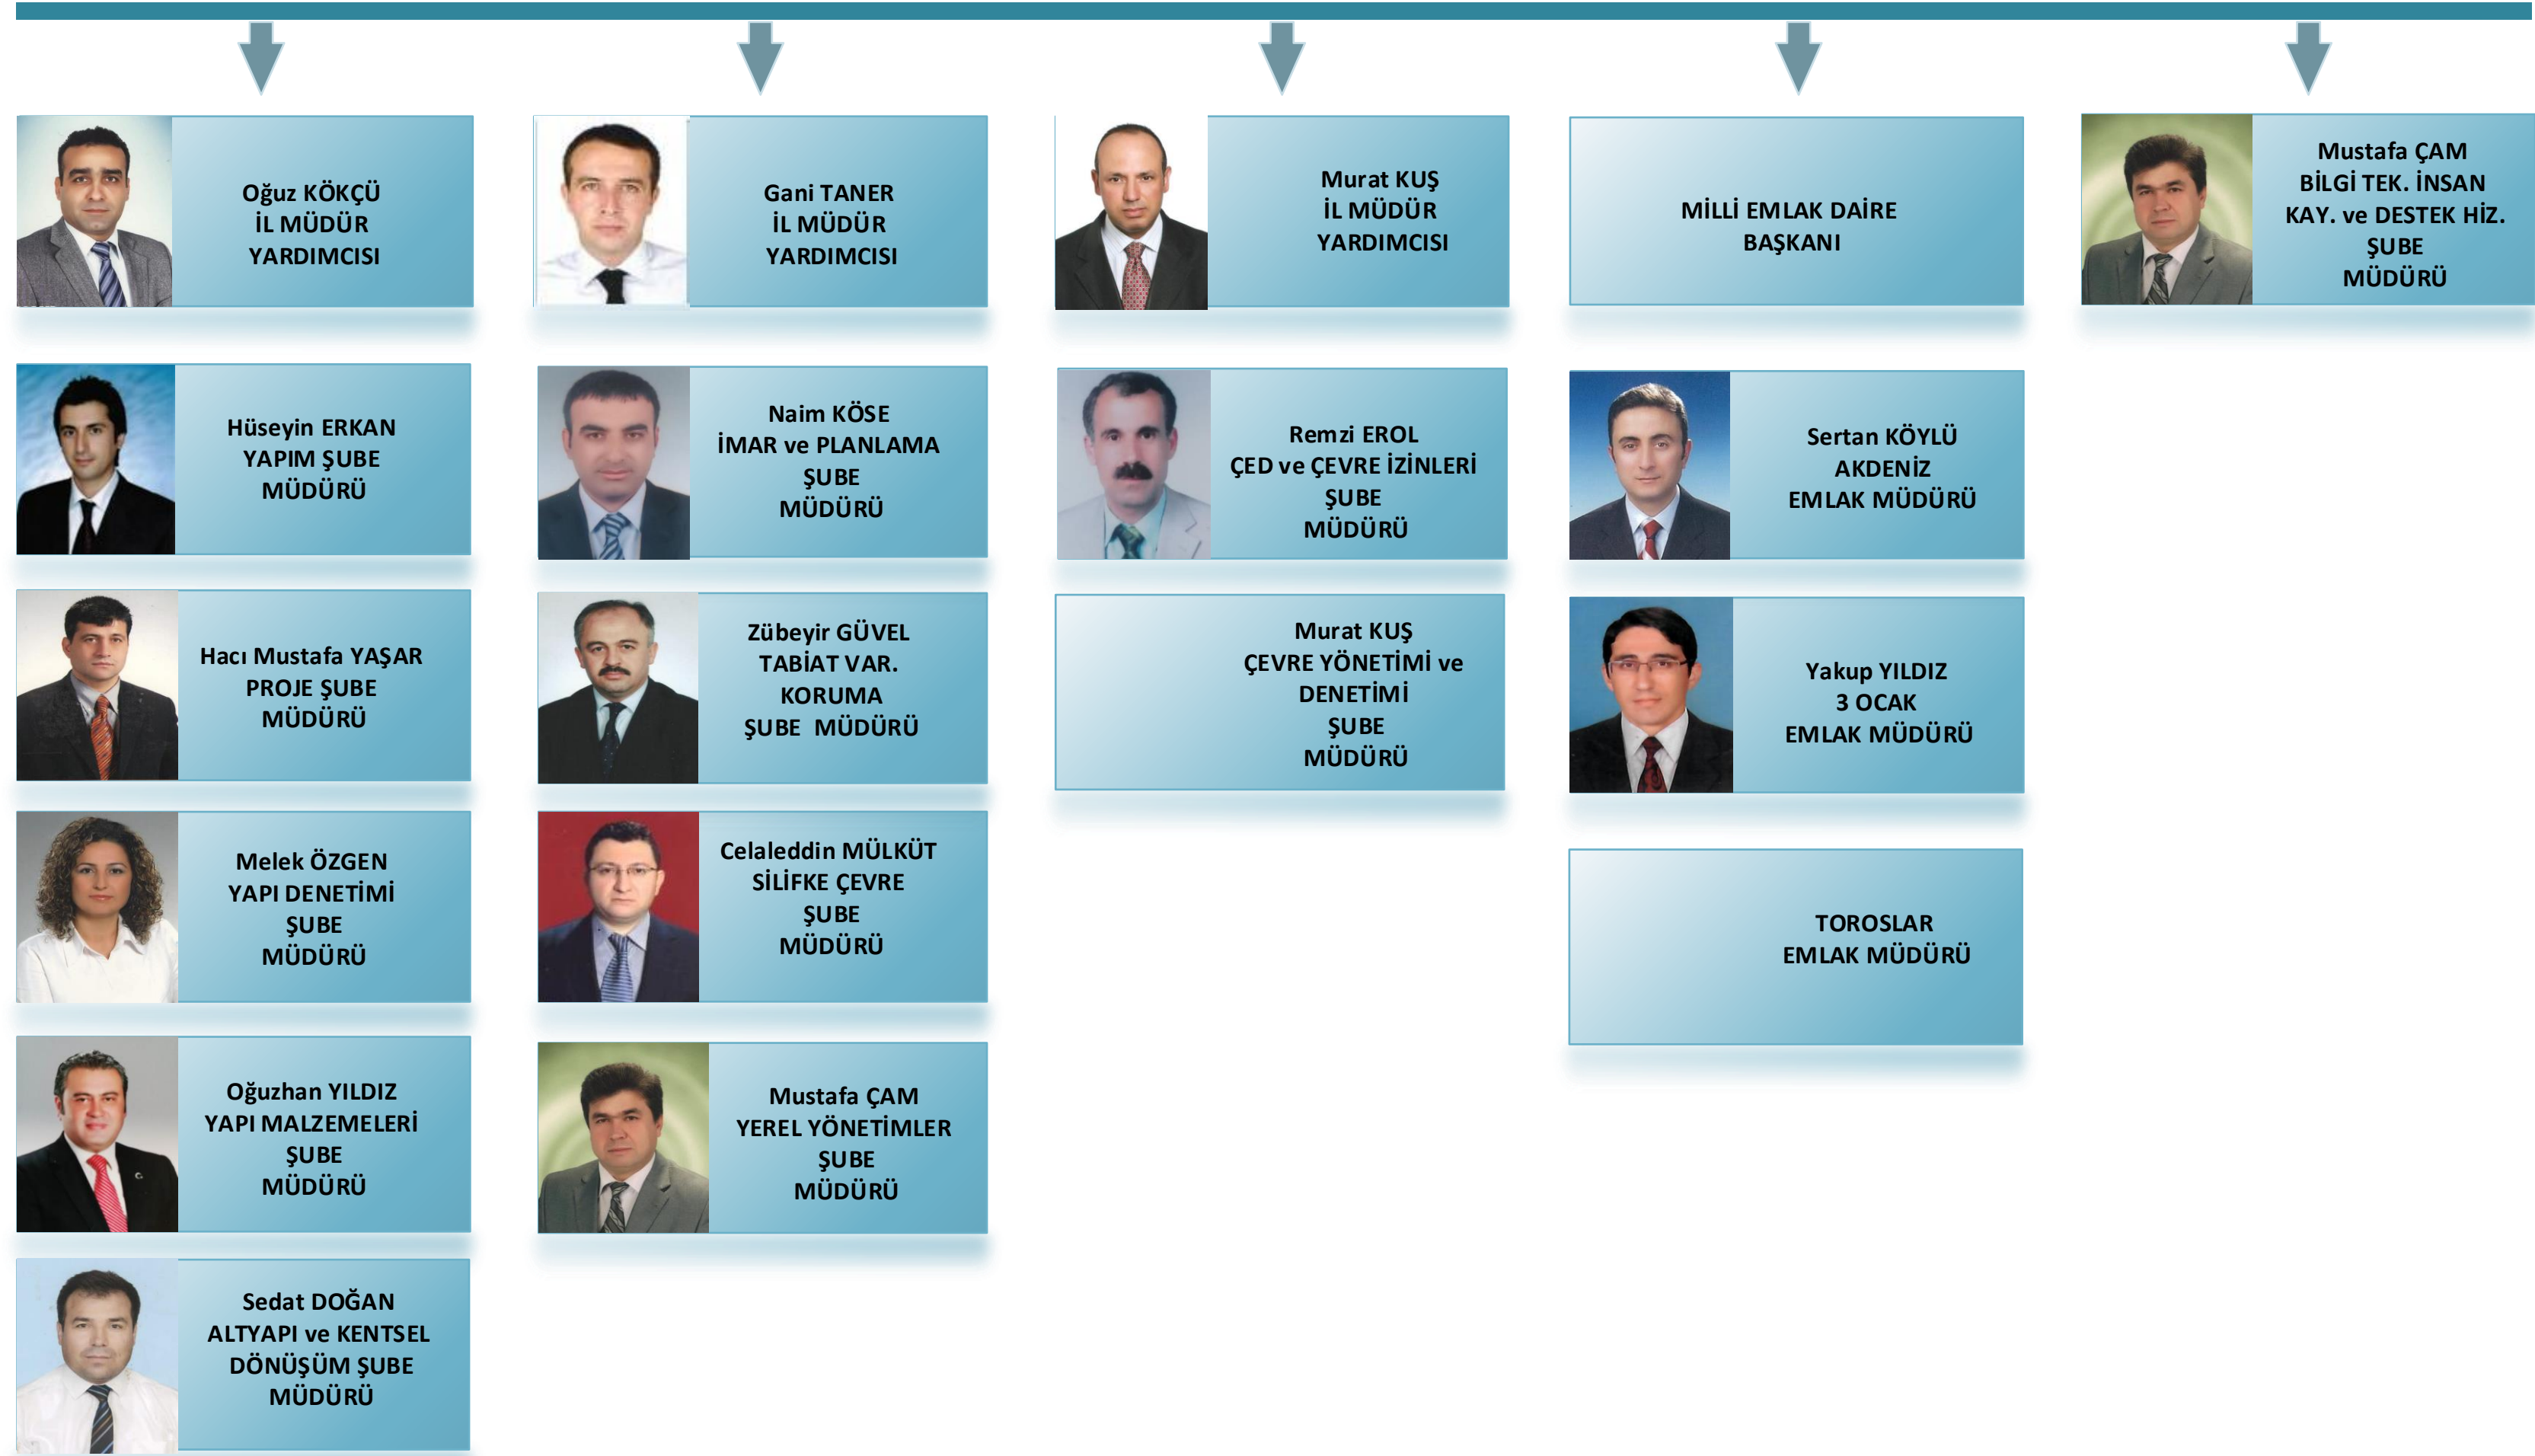 Oğuz KÖKÇÜ
İL MÜDÜR
YARDIMCISI
Hüseyin ERKAN
YAPIM ŞUBE
MÜDÜRÜ
Hacı Mustafa YAŞAR
PROJE ŞUBE
MÜDÜRÜ
Melek ÖZGEN
YAPI DENETİMİ
ŞUBE
MÜDÜRÜ
Oğuzhan YILDIZ
YAPI MALZEMELERİ
ŞUBE
MÜDÜRÜ
Sedat DOĞAN
ALTYAPI ve KENTSEL
DÖNÜŞÜM ŞUBE
MÜDÜRÜ
Gani TANER
İL MÜDÜR
YARDIMCISI
Naim KÖSE
İMAR ve PLANLAMA
ŞUBE
MÜDÜRÜ
Zübeyir GÜVEL
TABİAT VAR.
KORUMA
ŞUBE  MÜDÜRÜ
Celaleddin MÜLKÜT
SİLİFKE ÇEVRE
ŞUBE
MÜDÜRÜ
Mustafa ÇAM
YEREL YÖNETİMLER
ŞUBE
MÜDÜRÜ
Murat KUŞ
İL MÜDÜR
YARDIMCISI
Remzi EROL
ÇED ve ÇEVRE İZİNLERİ
ŞUBE
MÜDÜRÜ
Murat KUŞ
ÇEVRE YÖNETİMİ ve
DENETİMİ
ŞUBE
MÜDÜRÜ
MİLLİ EMLAK DAİRE
BAŞKANI
Sertan KÖYLÜ
AKDENİZ
EMLAK MÜDÜRÜ
Yakup YILDIZ
3 OCAK
EMLAK MÜDÜRÜ
TOROSLAR
EMLAK MÜDÜRÜ
Mustafa ÇAM
BİLGİ TEK. İNSAN
KAY. ve DESTEK HİZ.
ŞUBE
MÜDÜRÜ